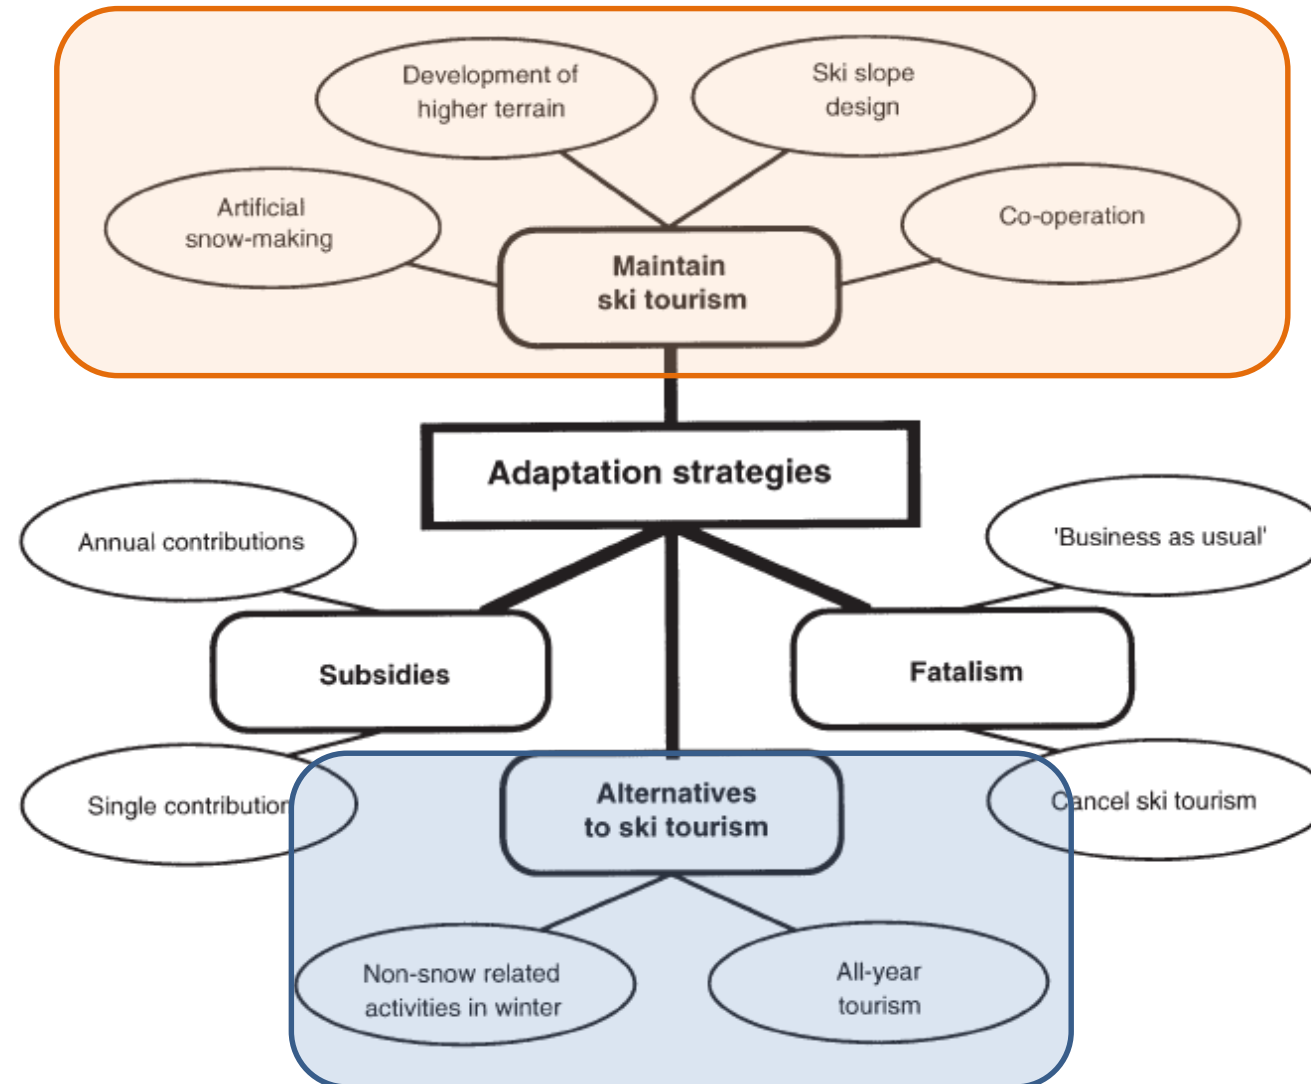 Development of
higher terrain
Ski slope
design
Artificial
snow-making
Co-operation
Maintain
ski tourism
Adaptation strategies
Annual contributions
'Business as usual'
Subsidies
Fatalism
Single contribution
Alternatives
to ski tourism
Cancel ski tourism
Non-snow related
activities in winter
All-year
tourism